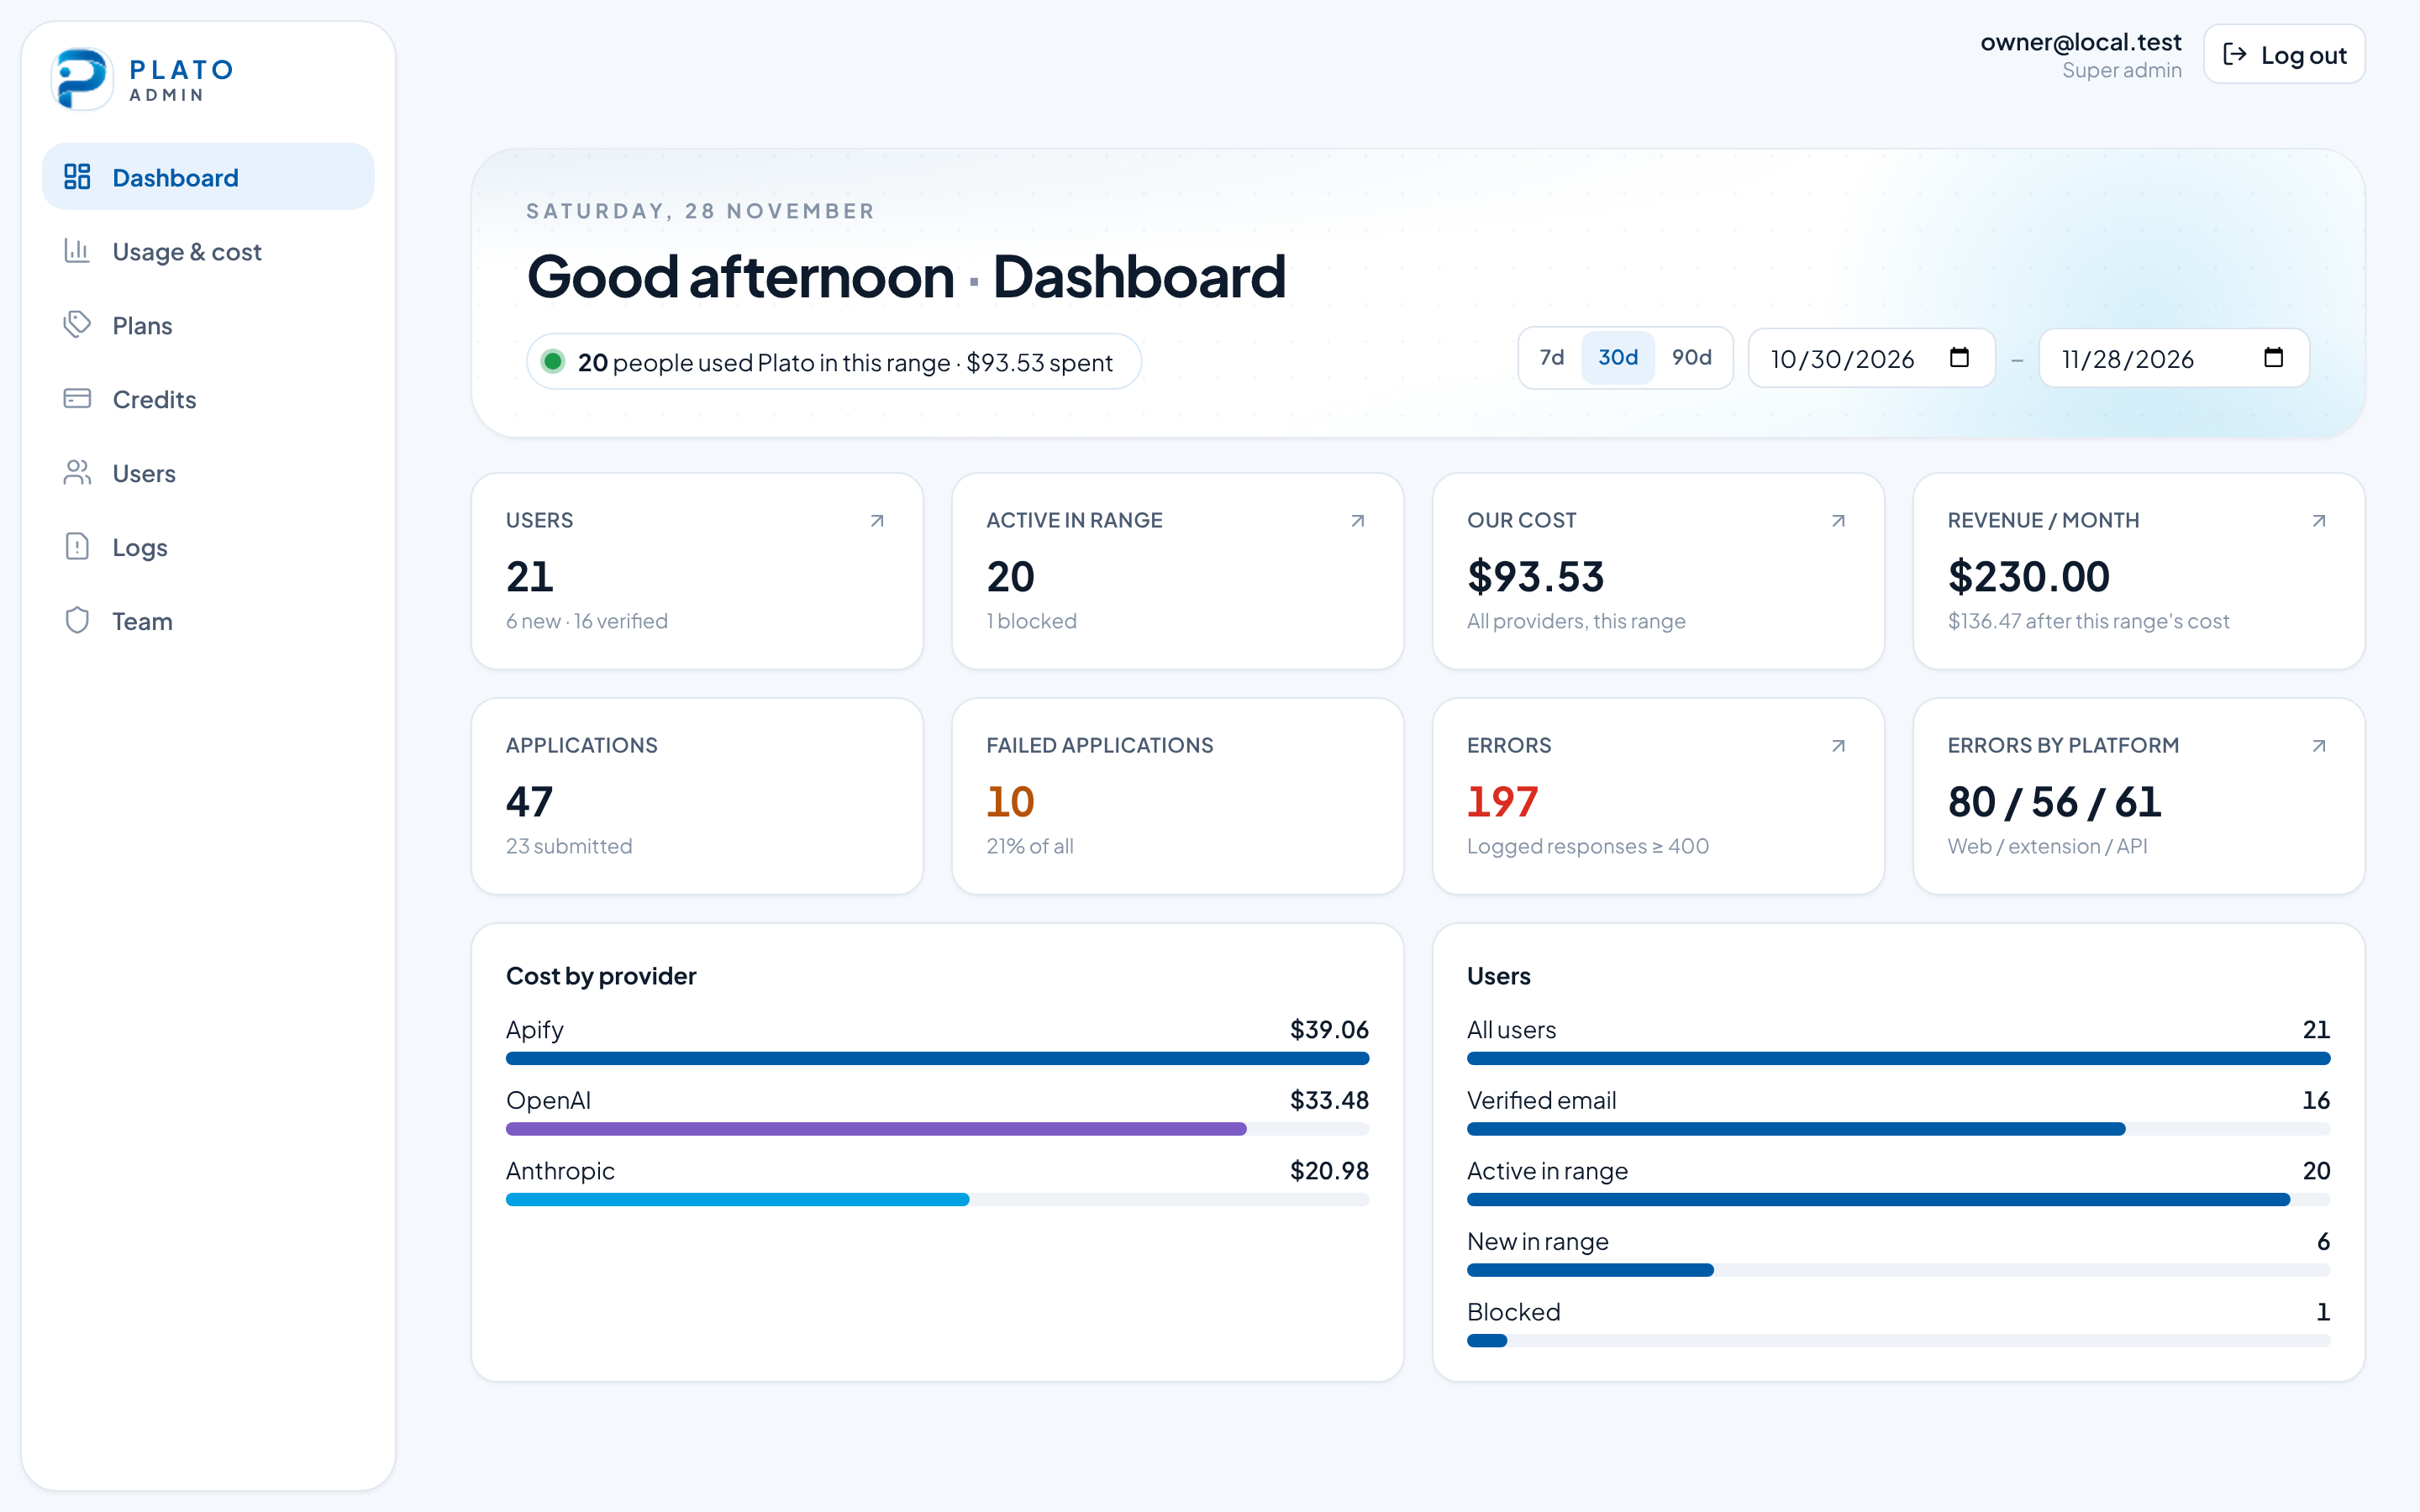 PLATO
ADMIN
Dashboard
Usage & cost
Plans
Credits
Users
Logs
Team
owner@local.test
Super admin
Log out
SATURDAY, 28 NOVEMBER
Good afternoon · Dashboard
20 people used Plato in this range · $93.53 spent
7d 30d 90d 10/30/2026 – 11/28/2026
USERS
21
6 new · 16 verified
ACTIVE IN RANGE
20
1 blocked
OUR COST
$93.53
All providers, this range
REVENUE / MONTH
$230.00
$136.47 after this range's cost
APPLICATIONS
47
23 submitted
FAILED APPLICATIONS
10
21% of all
ERRORS
197
Logged responses ≥ 400
ERRORS BY PLATFORM
80 / 56 / 61
Web / extension / API
Cost by provider
Apify $39.06
OpenAI $33.48
Anthropic $20.98
Users
All users 21
Verified email 16
Active in range 20
New in range 6
Blocked 1